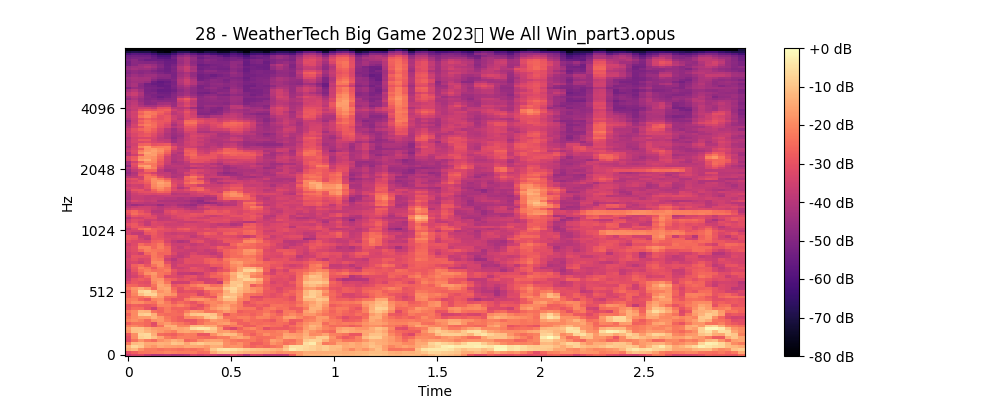 28 - WeatherTech Big Game 2023▯ We All Win_part3.opus
+0 dB
-10 dB
-20 dB
-30 dB
-40 dB
-50 dB
-60 dB
-70 dB
-80 dB
Hz
4096
2048
1024
512
0
0
0.5
1
1.5
2
2.5
Time